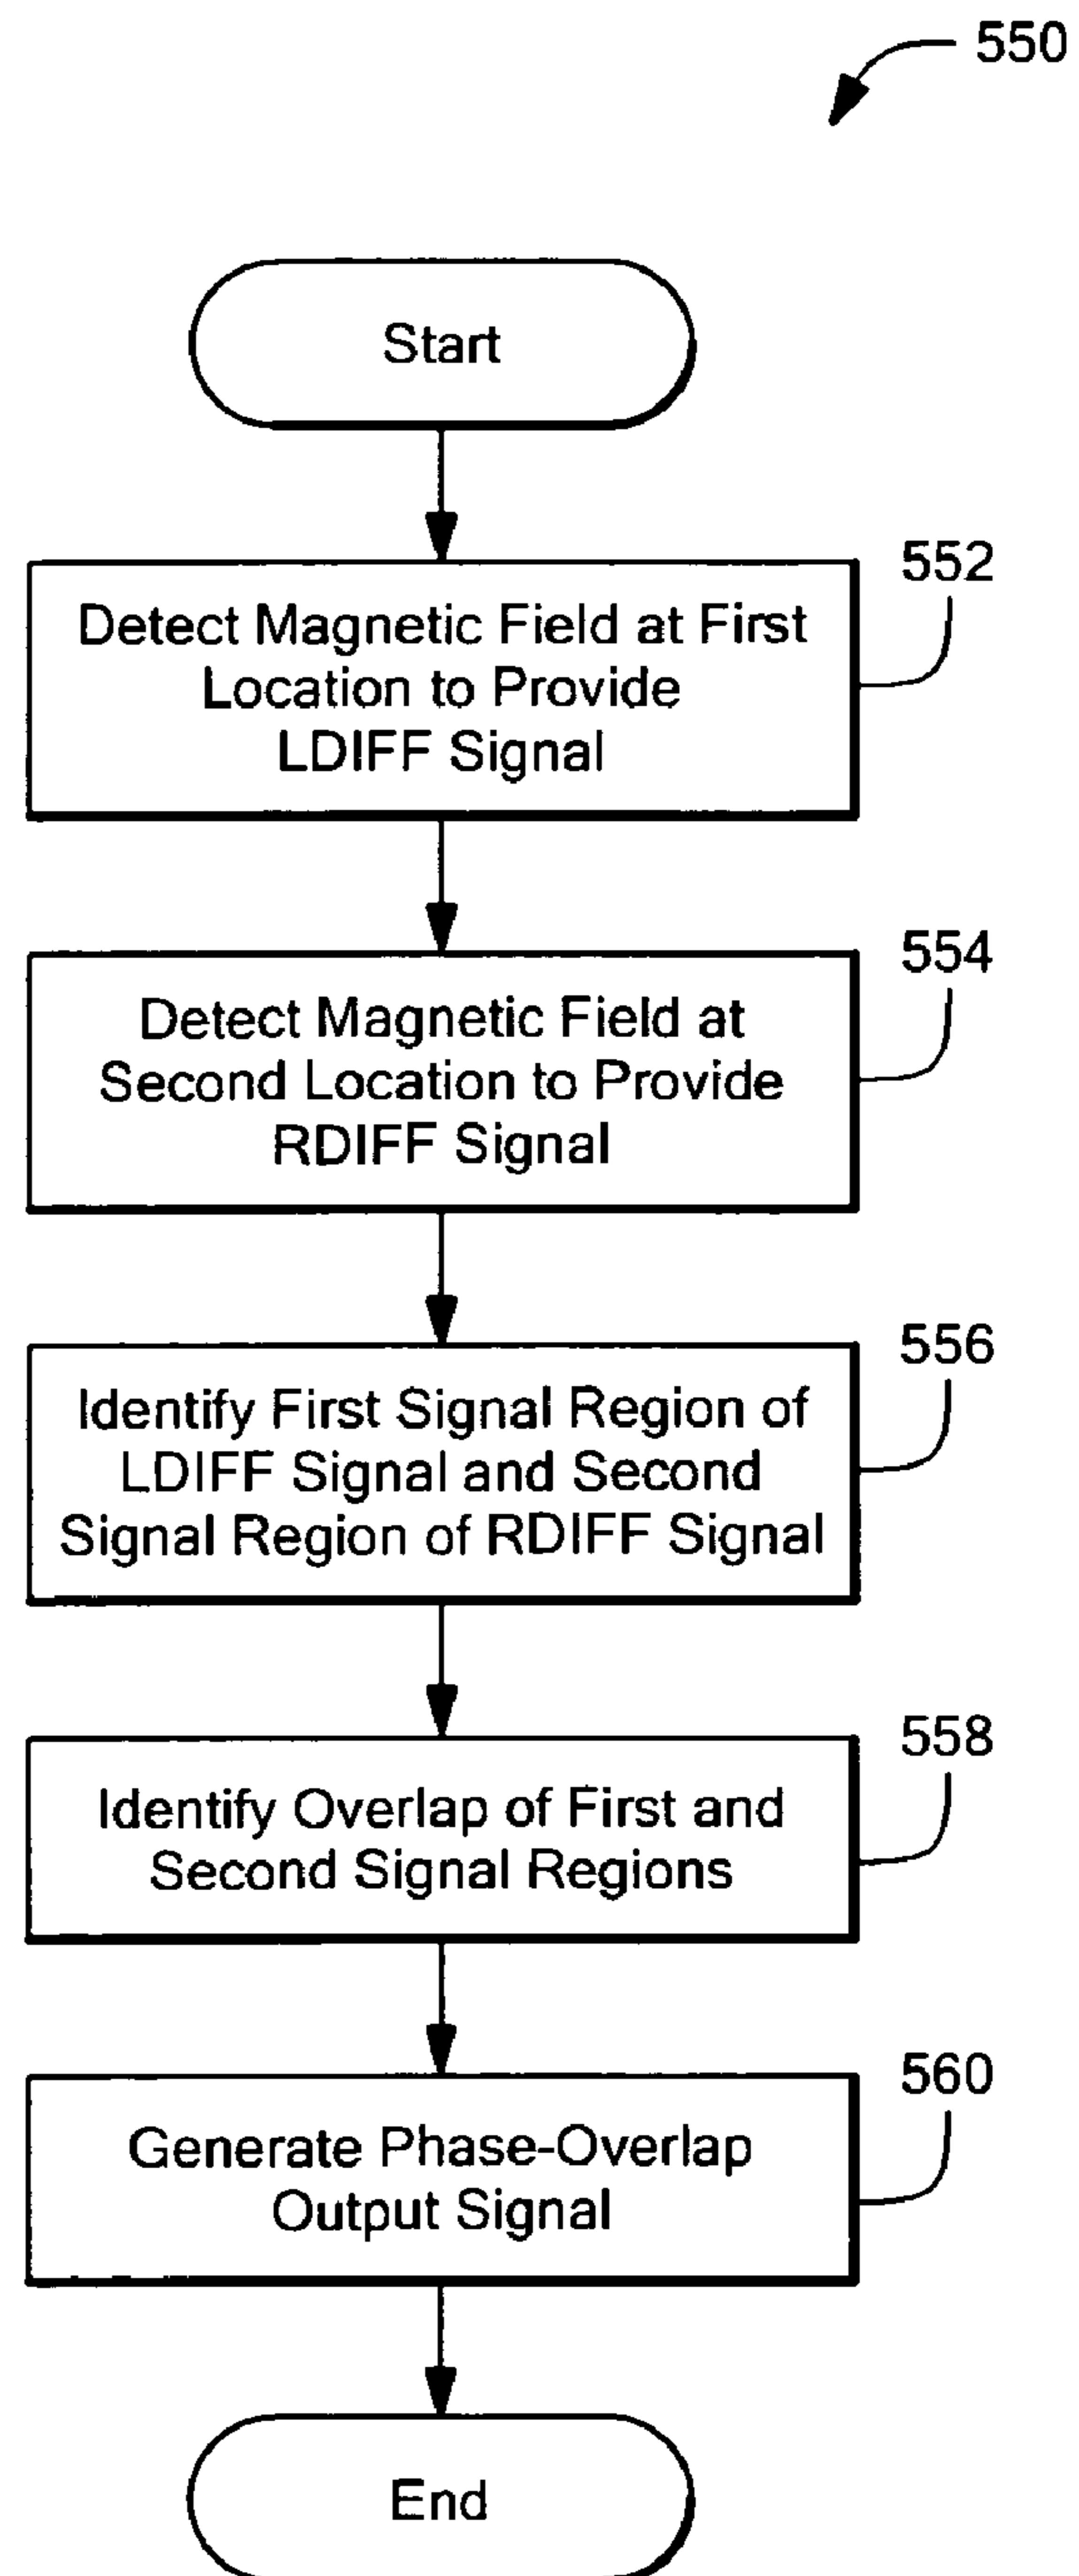 550
Start
552
Detect Magnetic Field at First
Location to Provide
LDIFF Signal
554
Detect Magnetic Field at
Second Location to Provide
RDIFF Signal
556
Identify First Signal Region of
LDIFF Signal and Second
Signal Region of RDIFF Signal
558
Identify Overlap of First and
Second Signal Regions
560
Generate Phase-Overlap
Output Signal
End